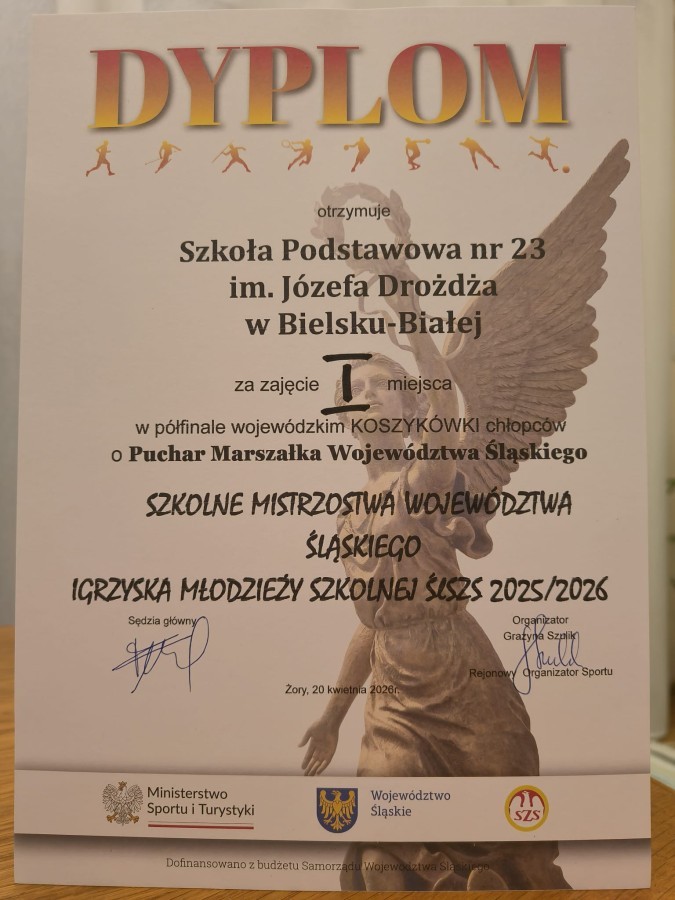 DYPLOM
otrzymuje
Szkoła Podstawowa nr 23
im. Józefa Drożdża
w Bielsku-Białej
za zajęcie I miejsca
w półfinale wojewódzkim KOSZYKÓWKI chłopców
o Puchar Marszałka Województwa Śląskiego
SZKOLNE MISTRZOSTWA WOJEWÓDZTWA
ŚLĄSKIEGO
IGRZYSKA MŁODZIEŻY SZKOLNEJ ŚLSZS 2025/2026
Sędzia główny
Organizator
Grażyna Szulik
Rejonowy Organizator Sportu
Żory, 20 kwietnia 2026r.
Ministerstwo
Sportu i Turystyki
Województwo
Śląskie
SZS
Dofinansowano z budżetu Samorządu Województwa Śląskiego